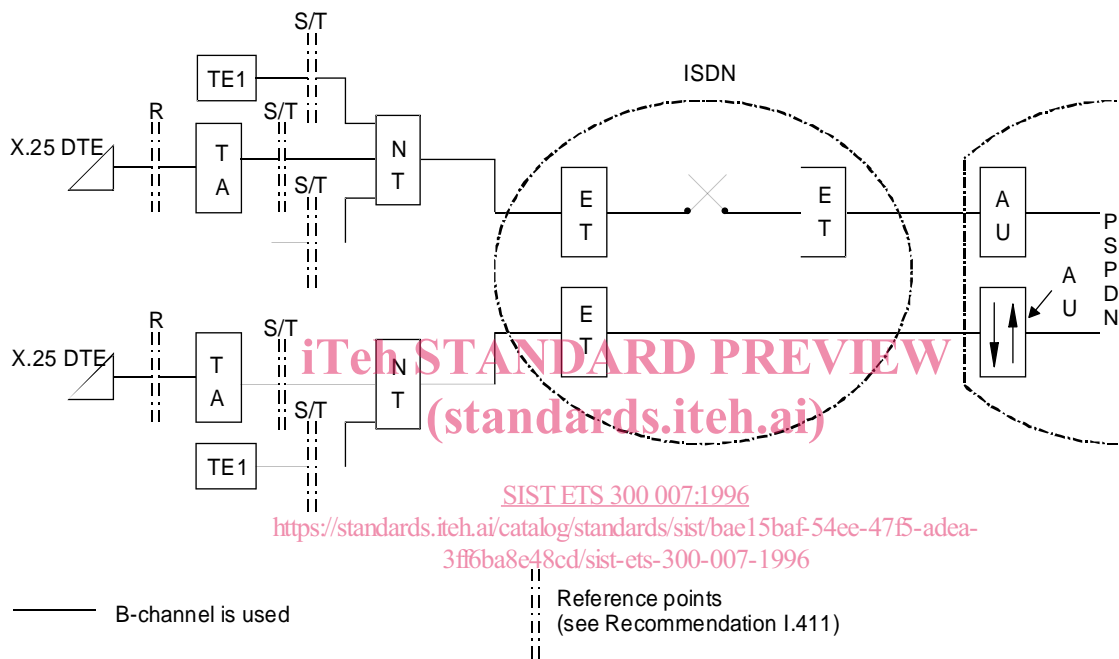 S/T
TE1
ISDN
R
S/T
X.25 DTE
T
A
N
T
S/T
E
T
E
T
A
U
P
S
P
D
N
A
U
E
T
R
S/T
X.25 DTE
T
A
N
T
S/T
TE1
iTeh STANDARD PREVIEW
(standards.iteh.ai)
SIST ETS 300 007:1996
https://standards.iteh.ai/catalog/standards/sist/bae15baf-54ee-47f5-adea-
3ff6ba8e48cd/sist-ets-300-007-1996
B-channel is used
Reference points
(see Recommendation I.411)